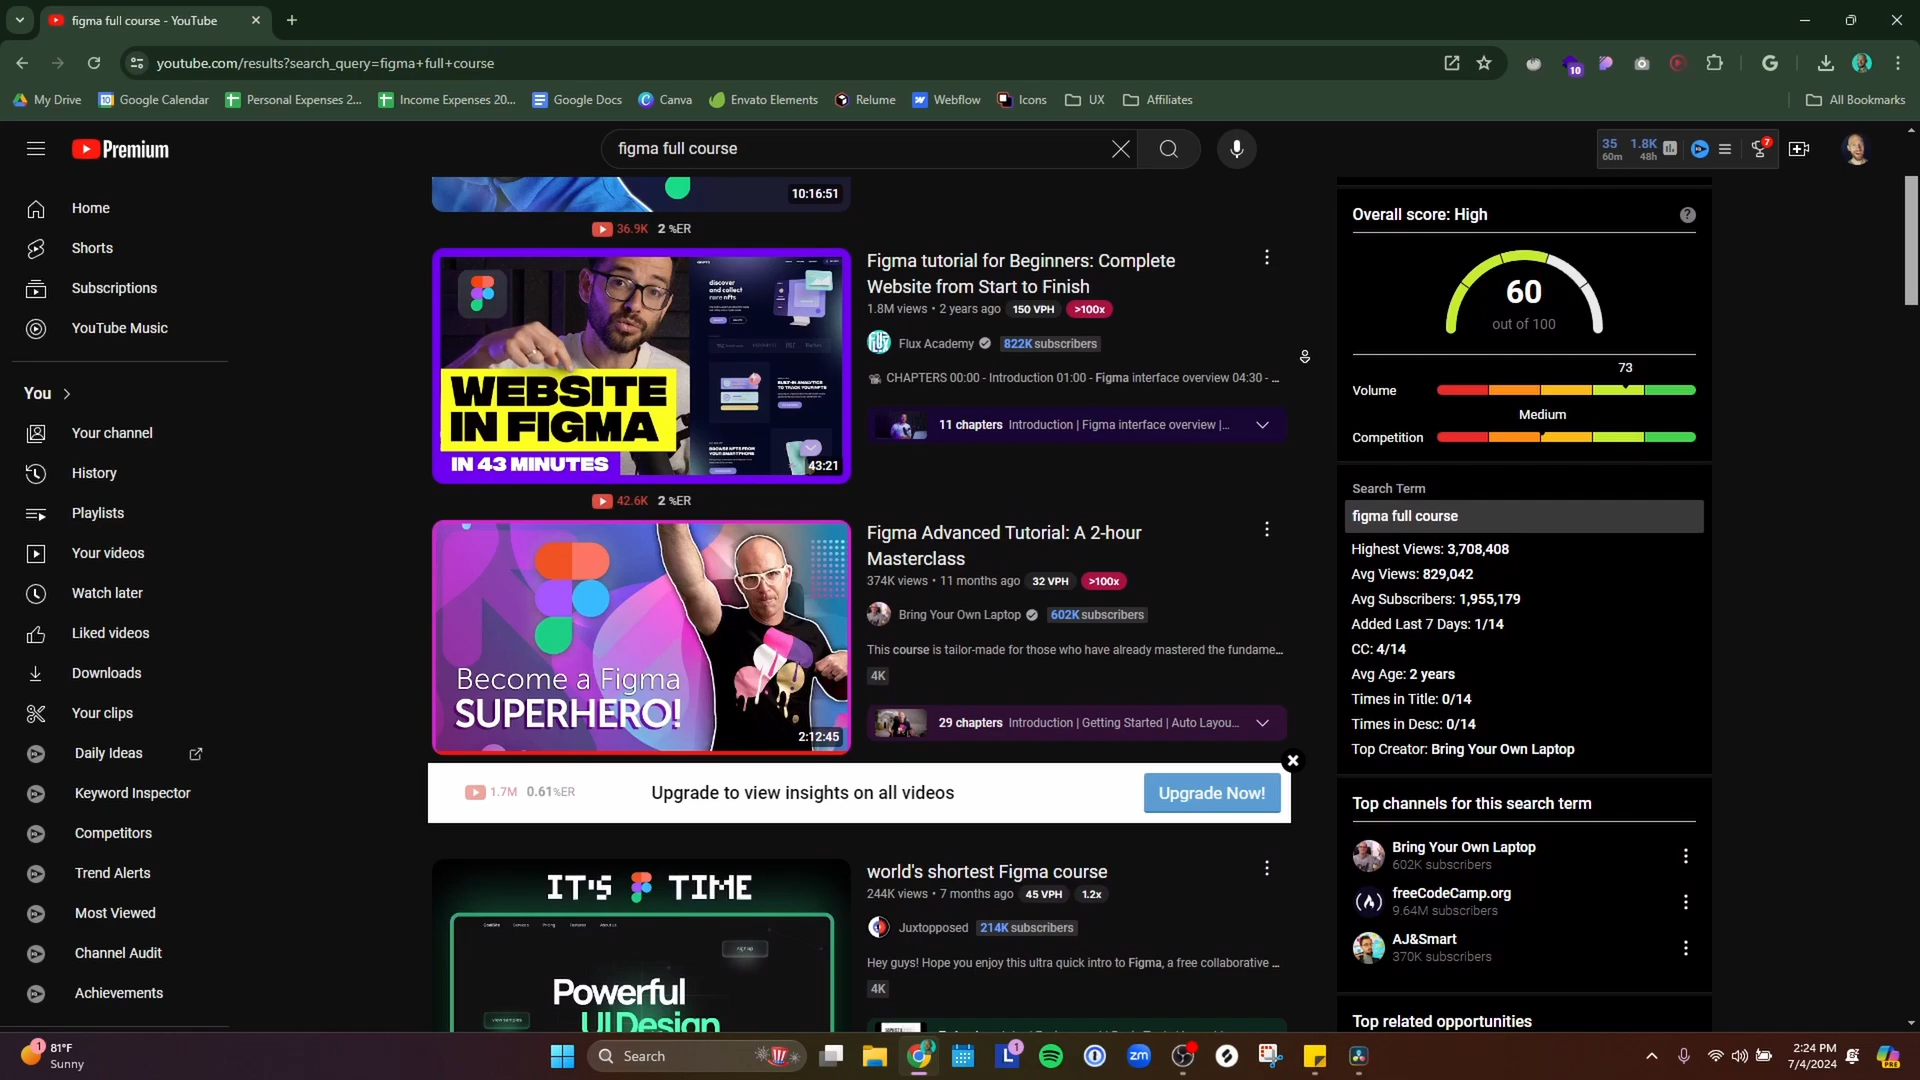 figma full course - YouTube
youtube.com/results?search_query=figma+full+course
10
My Drive
Google Calendar
Personal Expenses 2...
Income Expenses 20...
Google Docs
Canva
Envato Elements
Relume
Webflow
Icons
UX
Affiliates
All Bookmarks
Premium
figma full course
35
60m
1.8K
48h
7
Home
Shorts
Subscriptions
YouTube Music
You
Your channel
History
Playlists
Your videos
Watch later
Liked videos
Downloads
Your clips
Daily Ideas
Keyword Inspector
Competitors
Trend Alerts
Most Viewed
Channel Audit
Achievements
10:16:51
36.9K 2 %ER
WEBSITE
IN FIGMA
IN 43 MINUTES
43:21
Figma tutorial for Beginners: Complete
Website from Start to Finish
1.8M views • 2 years ago 150 VPH >100x
Flux Academy 822K subscribers
CHAPTERS 00:00 - Introduction 01:00 - Figma interface overview 04:30 - ...
11 chapters Introduction | Figma interface overview |...
42.6K 2 %ER
Become a Figma
SUPERHERO!
2:12:45
Figma Advanced Tutorial: A 2-hour
Masterclass
374K views • 11 months ago 32 VPH >100x
Bring Your Own Laptop 602K subscribers
This course is tailor-made for those who have already mastered the fundame...
4K
29 chapters Introduction | Getting Started | Auto Layou...
1.7M 0.61%ER
Upgrade to view insights on all videos
Upgrade Now!
IT'S TIME
Powerful
UI Design
world's shortest Figma course
244K views • 7 months ago 45 VPH 1.2x
Juxtopposed 214K subscribers
Hey guys! Hope you enjoy this ultra quick intro to Figma, a free collaborative ...
4K
Overall score: High
60
out of 100
73
Volume
Medium
Competition
Search Term
figma full course
Highest Views: 3,708,408
Avg Views: 829,042
Avg Subscribers: 1,955,179
Added Last 7 Days: 1/14
CC: 4/14
Avg Age: 2 years
Times in Title: 0/14
Times in Desc: 0/14
Top Creator: Bring Your Own Laptop
Top channels for this search term
Bring Your Own Laptop
602K subscribers
freeCodeCamp.org
9.64M subscribers
AJ&Smart
370K subscribers
Top related opportunities
1
81°F
Sunny
Search
1
2:24 PM
7/4/2024